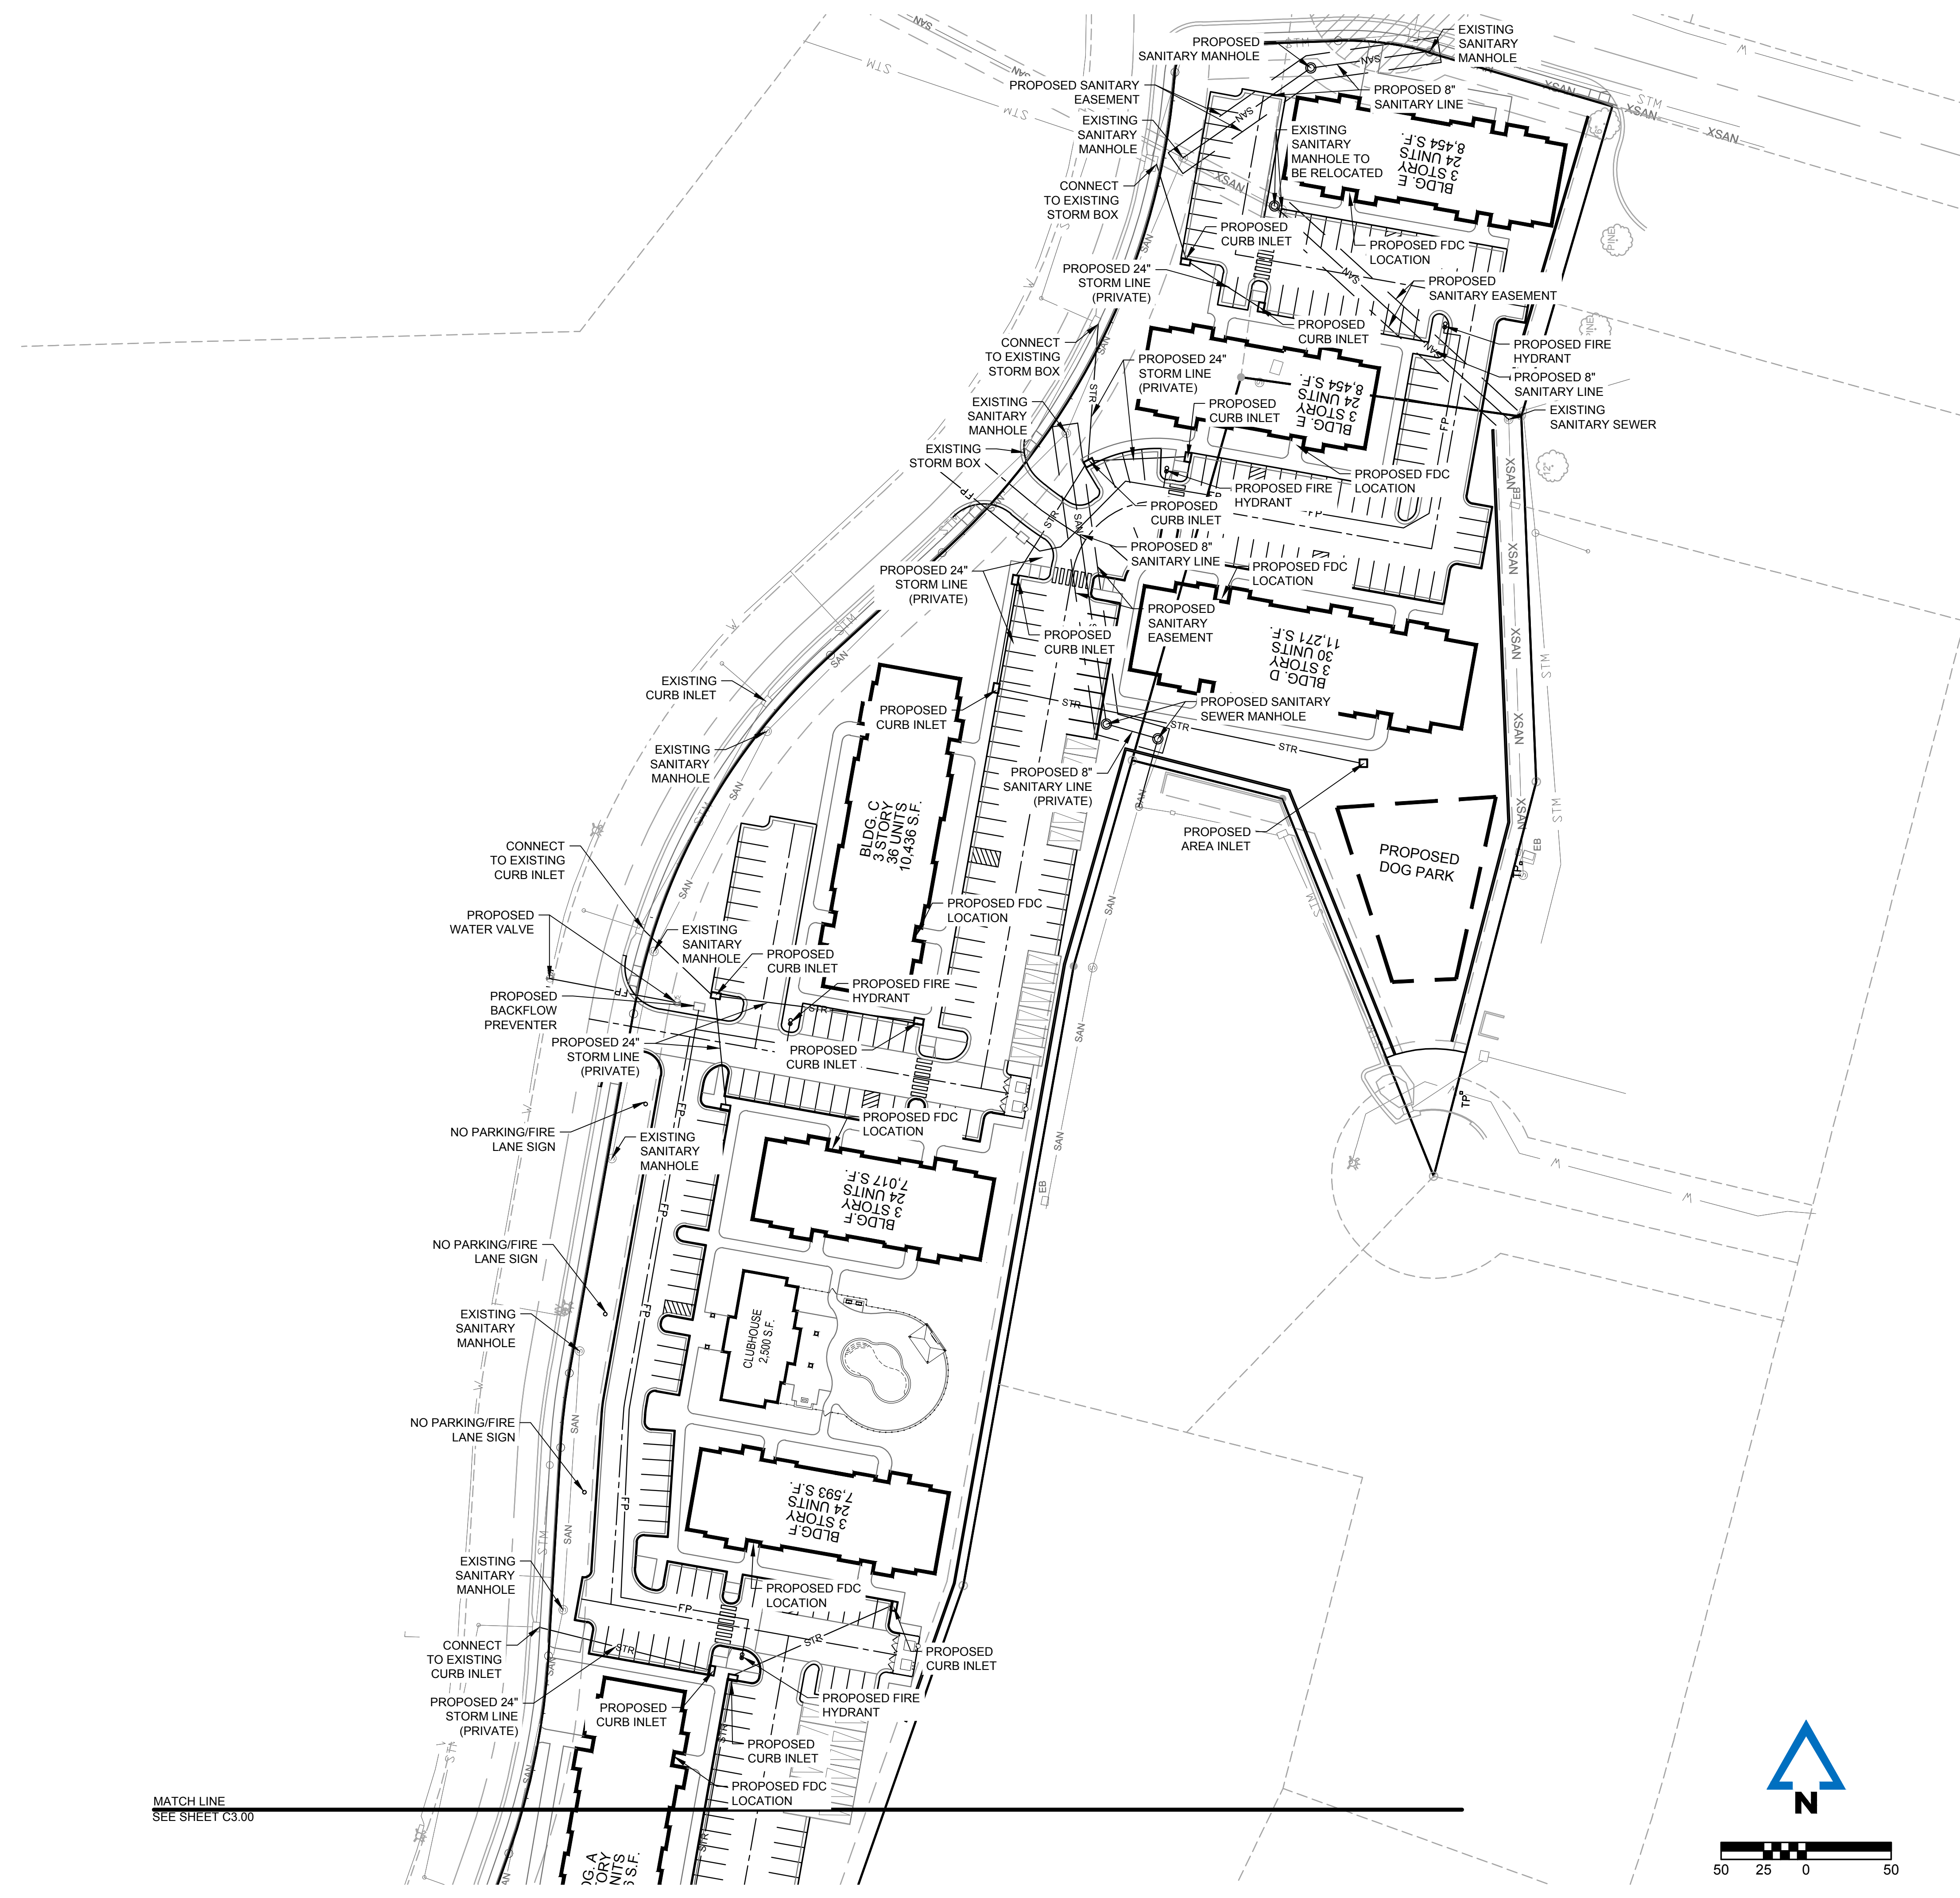 PROPOSED
SANITARY MANHOLE
EXISTING
SANITARY
MANHOLE
PROPOSED SANITARY
EASEMENT
PROPOSED 8"
SANITARY LINE
EXISTING
SANITARY
MANHOLE
EXISTING
SANITARY
MANHOLE TO
BE RELOCATED
BLDG. E
3 STORY
24 UNITS
8,454 S.F.
CONNECT
TO EXISTING
STORM BOX
PROPOSED
CURB INLET
PROPOSED FDC
LOCATION
PROPOSED 24"
STORM LINE
(PRIVATE)
PROPOSED
SANITARY EASEMENT
PROPOSED
CURB INLET
CONNECT
TO EXISTING
STORM BOX
PROPOSED FIRE
HYDRANT
PROPOSED 24"
STORM LINE
(PRIVATE)
BLDG. E
3 STORY
24 UNITS
8,454 S.F.
PROPOSED 8"
SANITARY LINE
EXISTING
SANITARY
MANHOLE
PROPOSED
CURB INLET
EXISTING
SANITARY SEWER
EXISTING
STORM BOX
PROPOSED FDC
LOCATION
PROPOSED FIRE
HYDRANT
PROPOSED
CURB INLET
PROPOSED 8"
SANITARY LINE
PROPOSED 24"
STORM LINE
(PRIVATE)
PROPOSED FDC
LOCATION
PROPOSED
SANITARY
EASEMENT
PROPOSED
CURB INLET
BLDG. D
3 STORY
30 UNITS
11,271 S.F.
EXISTING
CURB INLET
PROPOSED
CURB INLET
PROPOSED SANITARY
SEWER MANHOLE
EXISTING
SANITARY
MANHOLE
PROPOSED 8"
SANITARY LINE
(PRIVATE)
BLDG. C
3 STORY
36 UNITS
10,436 S.F.
PROPOSED
AREA INLET
PROPOSED
DOG PARK
CONNECT
TO EXISTING
CURB INLET
PROPOSED FDC
LOCATION
PROPOSED
WATER VALVE
EXISTING
SANITARY
MANHOLE
PROPOSED
CURB INLET
PROPOSED FIRE
HYDRANT
PROPOSED
BACKFLOW
PREVENTER
PROPOSED 24"
STORM LINE
(PRIVATE)
PROPOSED
CURB INLET
NO PARKING/FIRE
LANE SIGN
EXISTING
SANITARY
MANHOLE
PROPOSED FDC
LOCATION
BLDG.F
3 STORY
24 UNITS
7,017 S.F.
NO PARKING/FIRE
LANE SIGN
EXISTING
SANITARY
MANHOLE
CLUBHOUSE
2,500 S.F.
NO PARKING/FIRE
LANE SIGN
BLDG.F
3 STORY
24 UNITS
7,593 S.F.
EXISTING
SANITARY
MANHOLE
PROPOSED FDC
LOCATION
CONNECT
TO EXISTING
CURB INLET
PROPOSED
CURB INLET
PROPOSED 24"
STORM LINE
(PRIVATE)
PROPOSED
CURB INLET
PROPOSED FIRE
HYDRANT
PROPOSED
CURB INLET
PROPOSED FDC
LOCATION
MATCH LINE
SEE SHEET C3.00
N
50 25 0 50